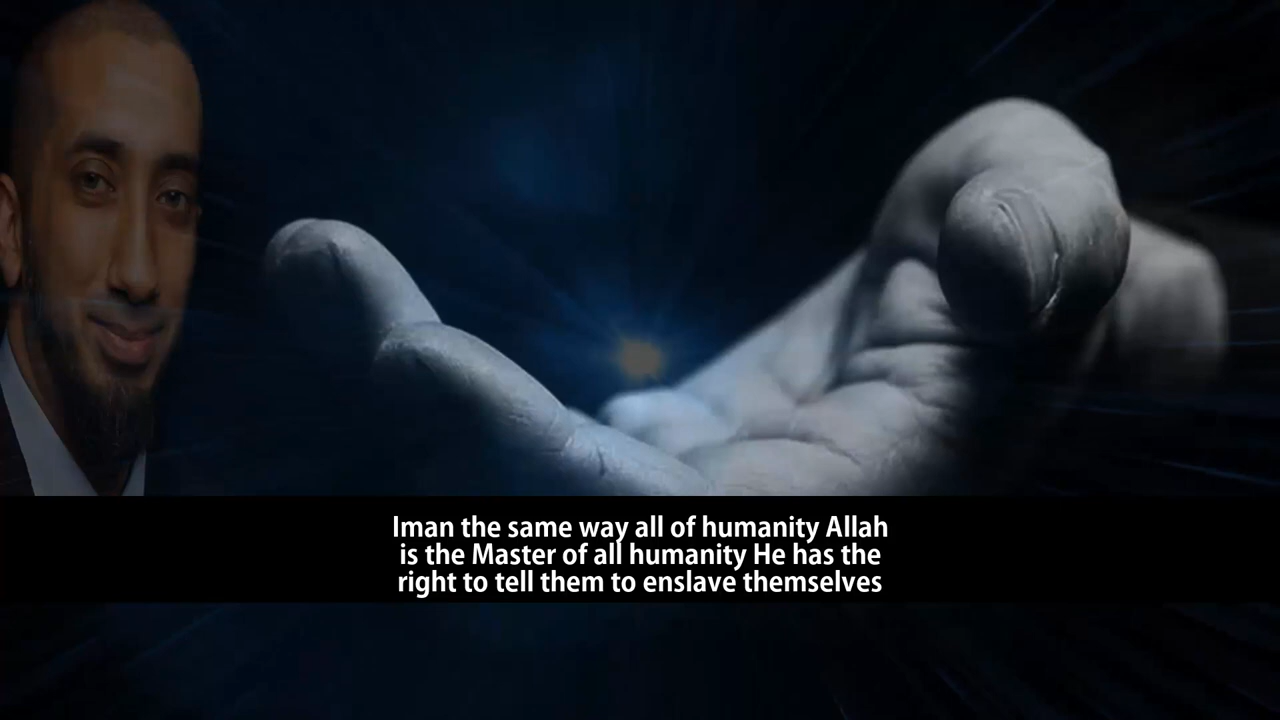 Iman the same way all of humanity Allah
is the Master of all humanity He has the
right to tell them to enslave themselves